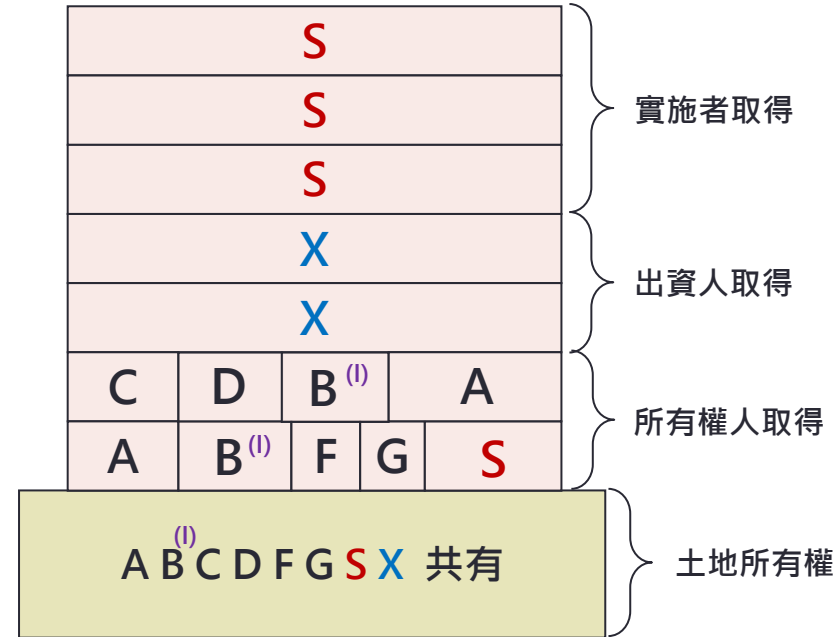 S
S
實施者取得
S
X
出資人取得
X
C D B (I) A
所有權人取得
A B (I) F G S
(I)
A B C D F G S X 共有
土地所有權